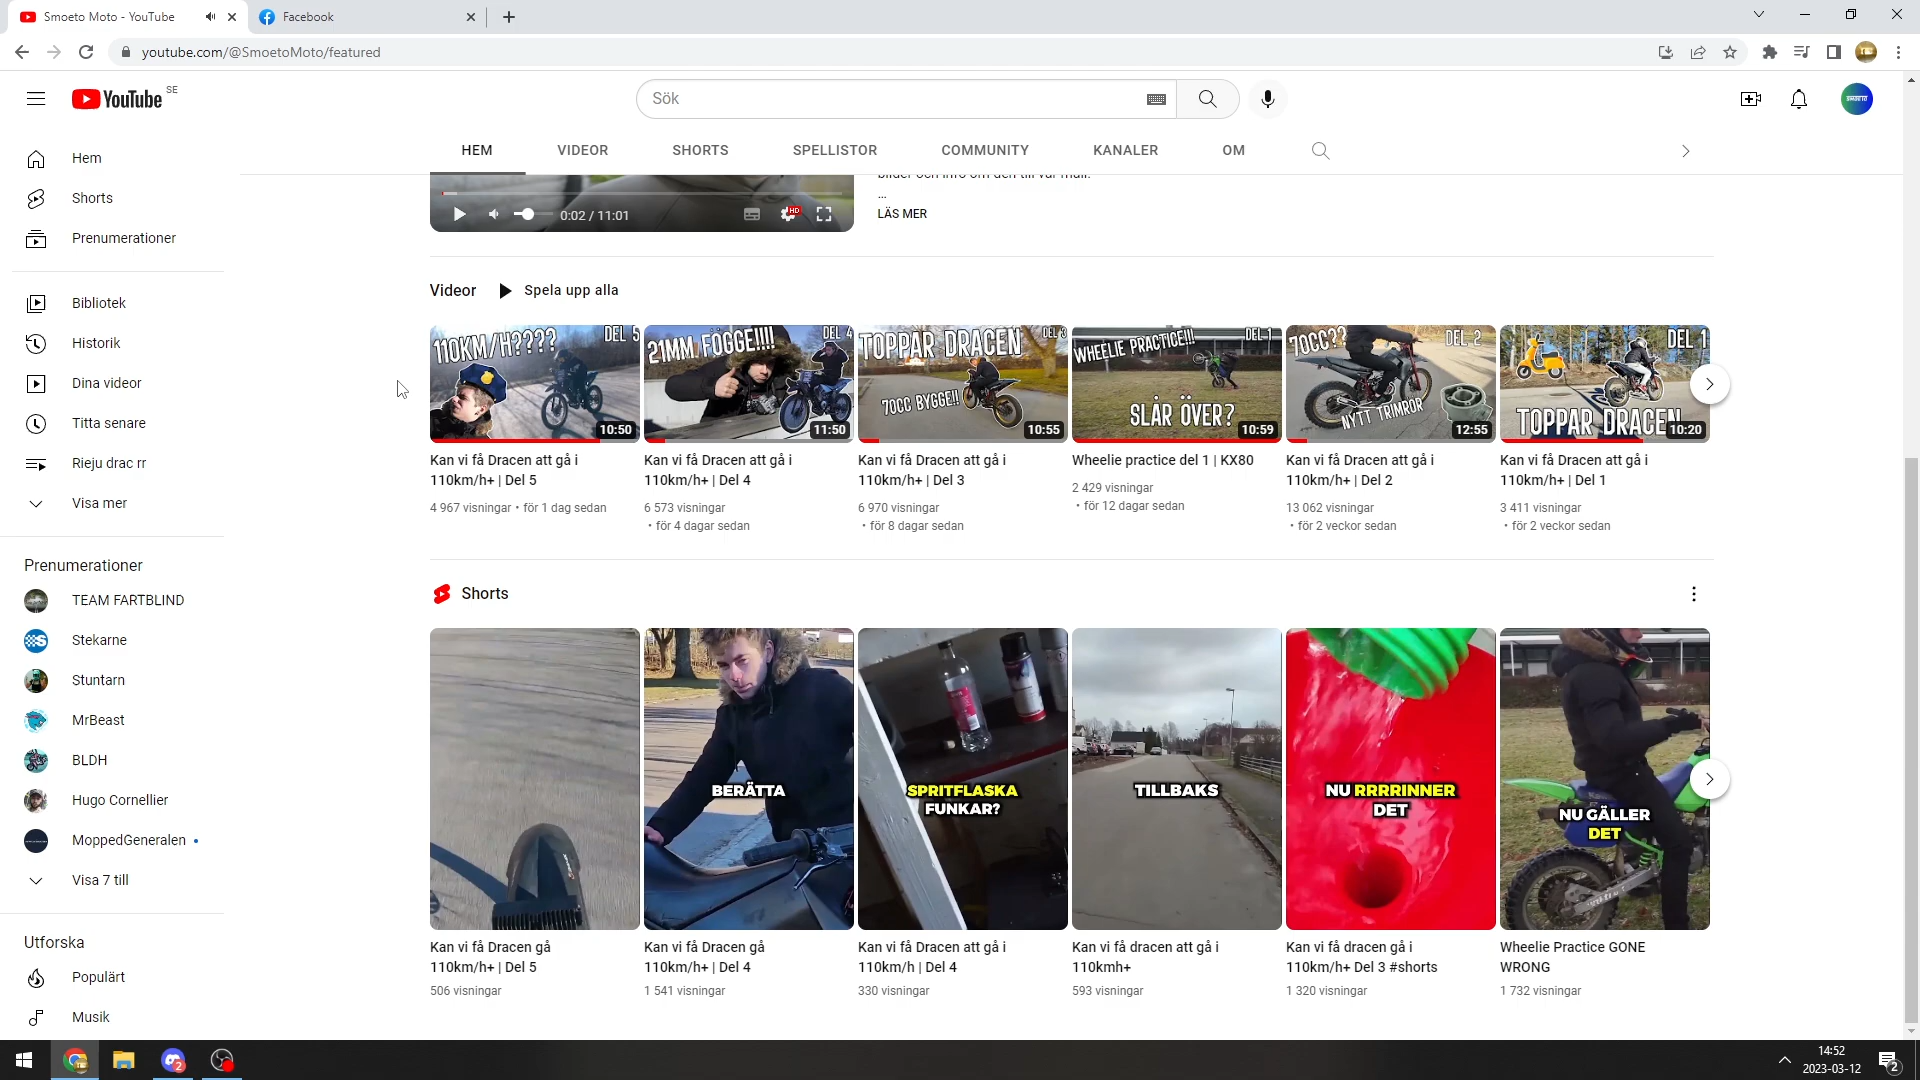 Smoeto Moto - YouTube
Facebook
youtube.com/@SmoetoMoto/featured
YouTube SE
Sök
HEM
VIDEOR
SHORTS
SPELLISTOR
COMMUNITY
KANALER
OM
Hem
Shorts
Prenumerationer
Bibliotek
Historik
Dina videor
Titta senare
Rieju drac rr
Visa mer
Prenumerationer
TEAM FARTBLIND
Stekarne
Stuntarn
MrBeast
BLDH
Hugo Cornellier
MoppedGeneralen
Visa 7 till
Utforska
Populärt
Musik
0:02 / 11:01
HD
...
LÄS MER
Videor
Spela upp alla
110KM/H????
DEL 5
10:50
Kan vi få Dracen att gå i
110km/h+ | Del 5
4 967 visningar • för 1 dag sedan
21MM FÖGGE!!!!
DEL 4
11:50
Kan vi få Dracen att gå i
110km/h+ | Del 4
6 573 visningar
• för 4 dagar sedan
TOPPAR DRACEN
DEL 3
70CC BYGGE!!
10:55
Kan vi få Dracen att gå i
110km/h+ | Del 3
6 970 visningar
• för 8 dagar sedan
WHEELIE PRACTICE!!!
DEL 1
SLÅR ÖVER?
10:59
Wheelie practice del 1 | KX80
2 429 visningar
• för 12 dagar sedan
70CC??
DEL 2
NYTT TRIMRÖR
12:55
Kan vi få Dracen att gå i
110km/h+ | Del 2
13 062 visningar
• för 2 veckor sedan
DEL 1
TOPPAR DRACEN
10:20
Kan vi få Dracen att gå i
110km/h+ | Del 1
3 411 visningar
• för 2 veckor sedan
Shorts
Kan vi få Dracen gå
110km/h+ | Del 5
506 visningar
BERÄTTA
Kan vi få Dracen gå
110km/h+ | Del 4
1 541 visningar
SPRITFLASKA
FUNKAR?
Kan vi få Dracen att gå i
110km/h | Del 4
330 visningar
TILLBAKS
Kan vi få dracen att gå i
110kmh+
593 visningar
NU RRRRINNER
DET
Kan vi få dracen gå i
110km/h+ Del 3 #shorts
1 320 visningar
NU GÄLLER
DET
Wheelie Practice GONE
WRONG
1 732 visningar
2
14:52
2023-03-12
2